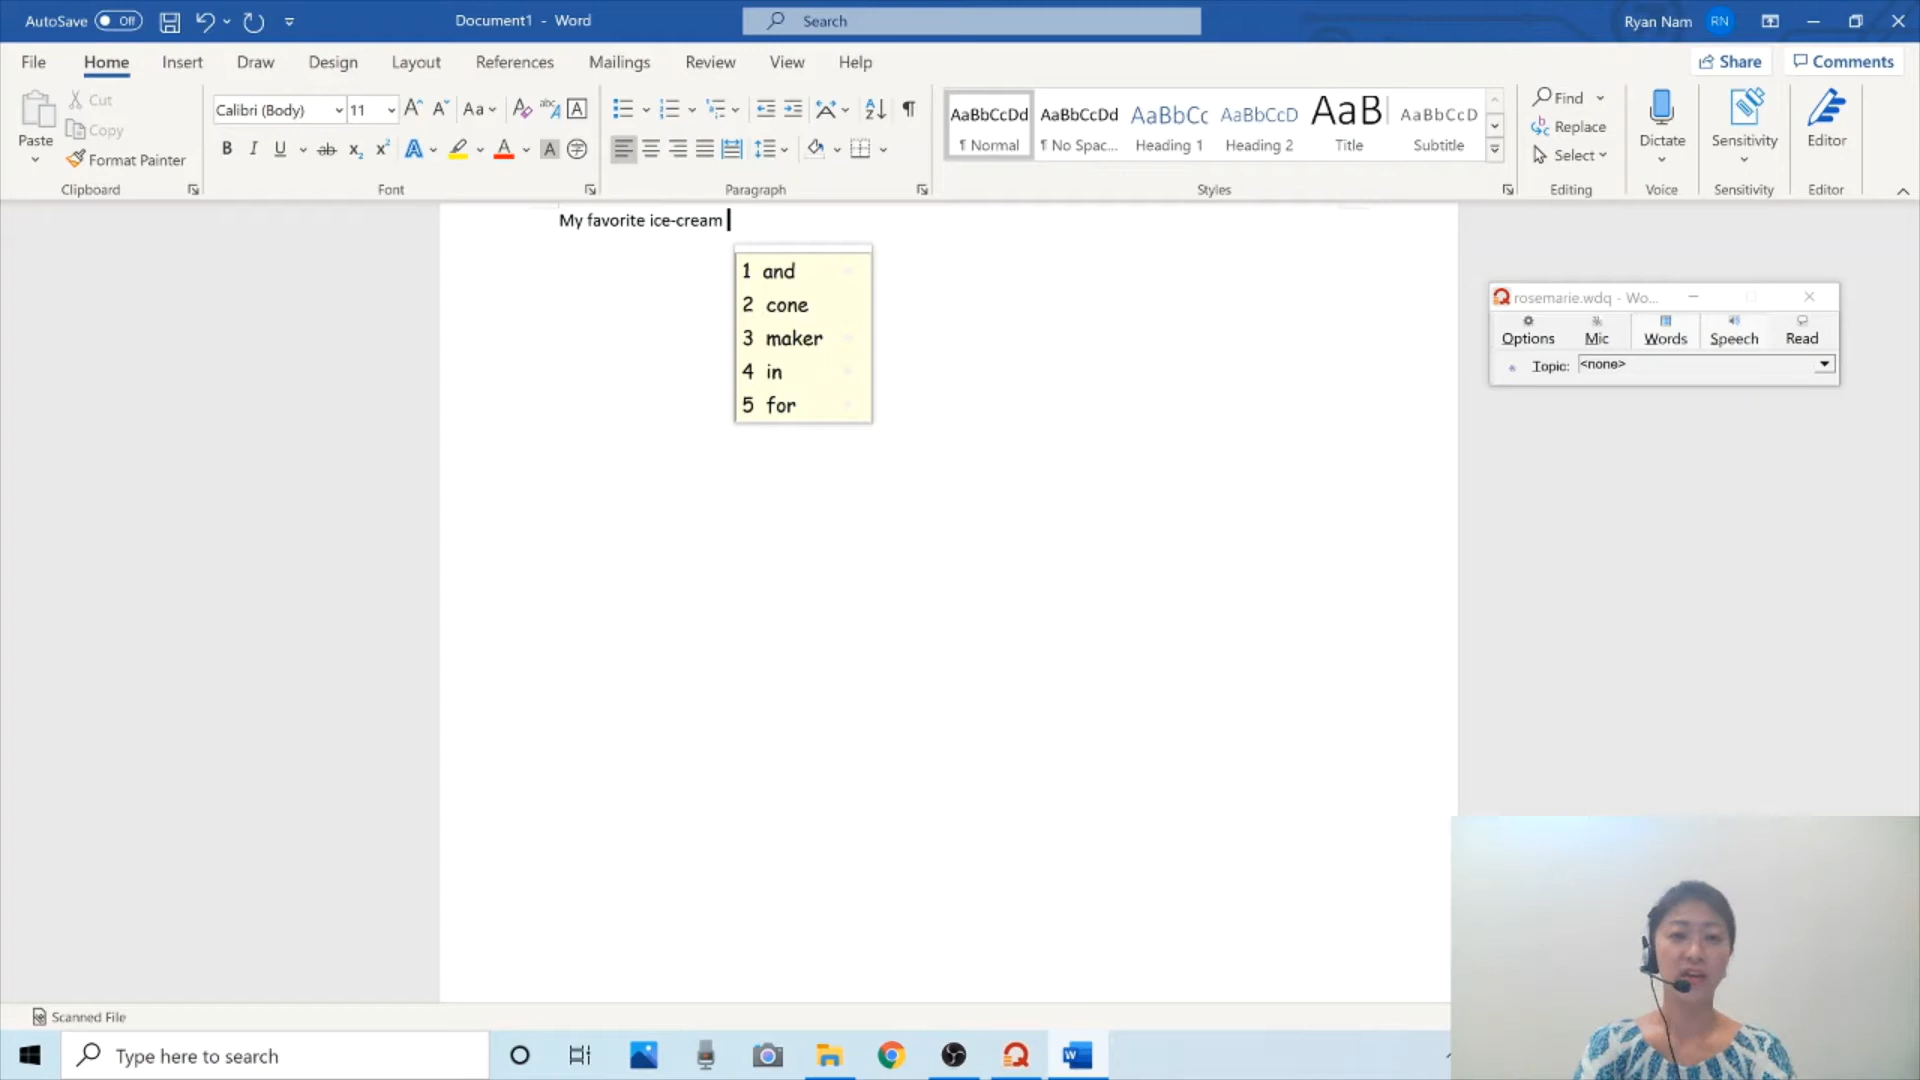 AutoSave Off Document1 - Word Search Ryan Nam RN
File Home Insert Draw Design Layout References Mailings Review View Help Share Comments
Paste Cut Copy Format Painter
Clipboard
Calibri (Body) 11 Aa
B I U ab x₂ x² A A A
Font
Paragraph
AaBbCcDd AaBbCcDd AaBbCc AaBbCcD AaB AaBbCcD
¶ Normal ¶ No Spac... Heading 1 Heading 2 Title Subtitle
Styles
Find
Replace
Select
Editing
Dictate
Voice
Sensitivity
Sensitivity
Editor
Editor
My favorite ice-cream
1 and
2 cone
3 maker
4 in
5 for
rosemarie.wdq - Wo...
Options Mic Words Speech Read
Topic: <none>
Scanned File
Type here to search